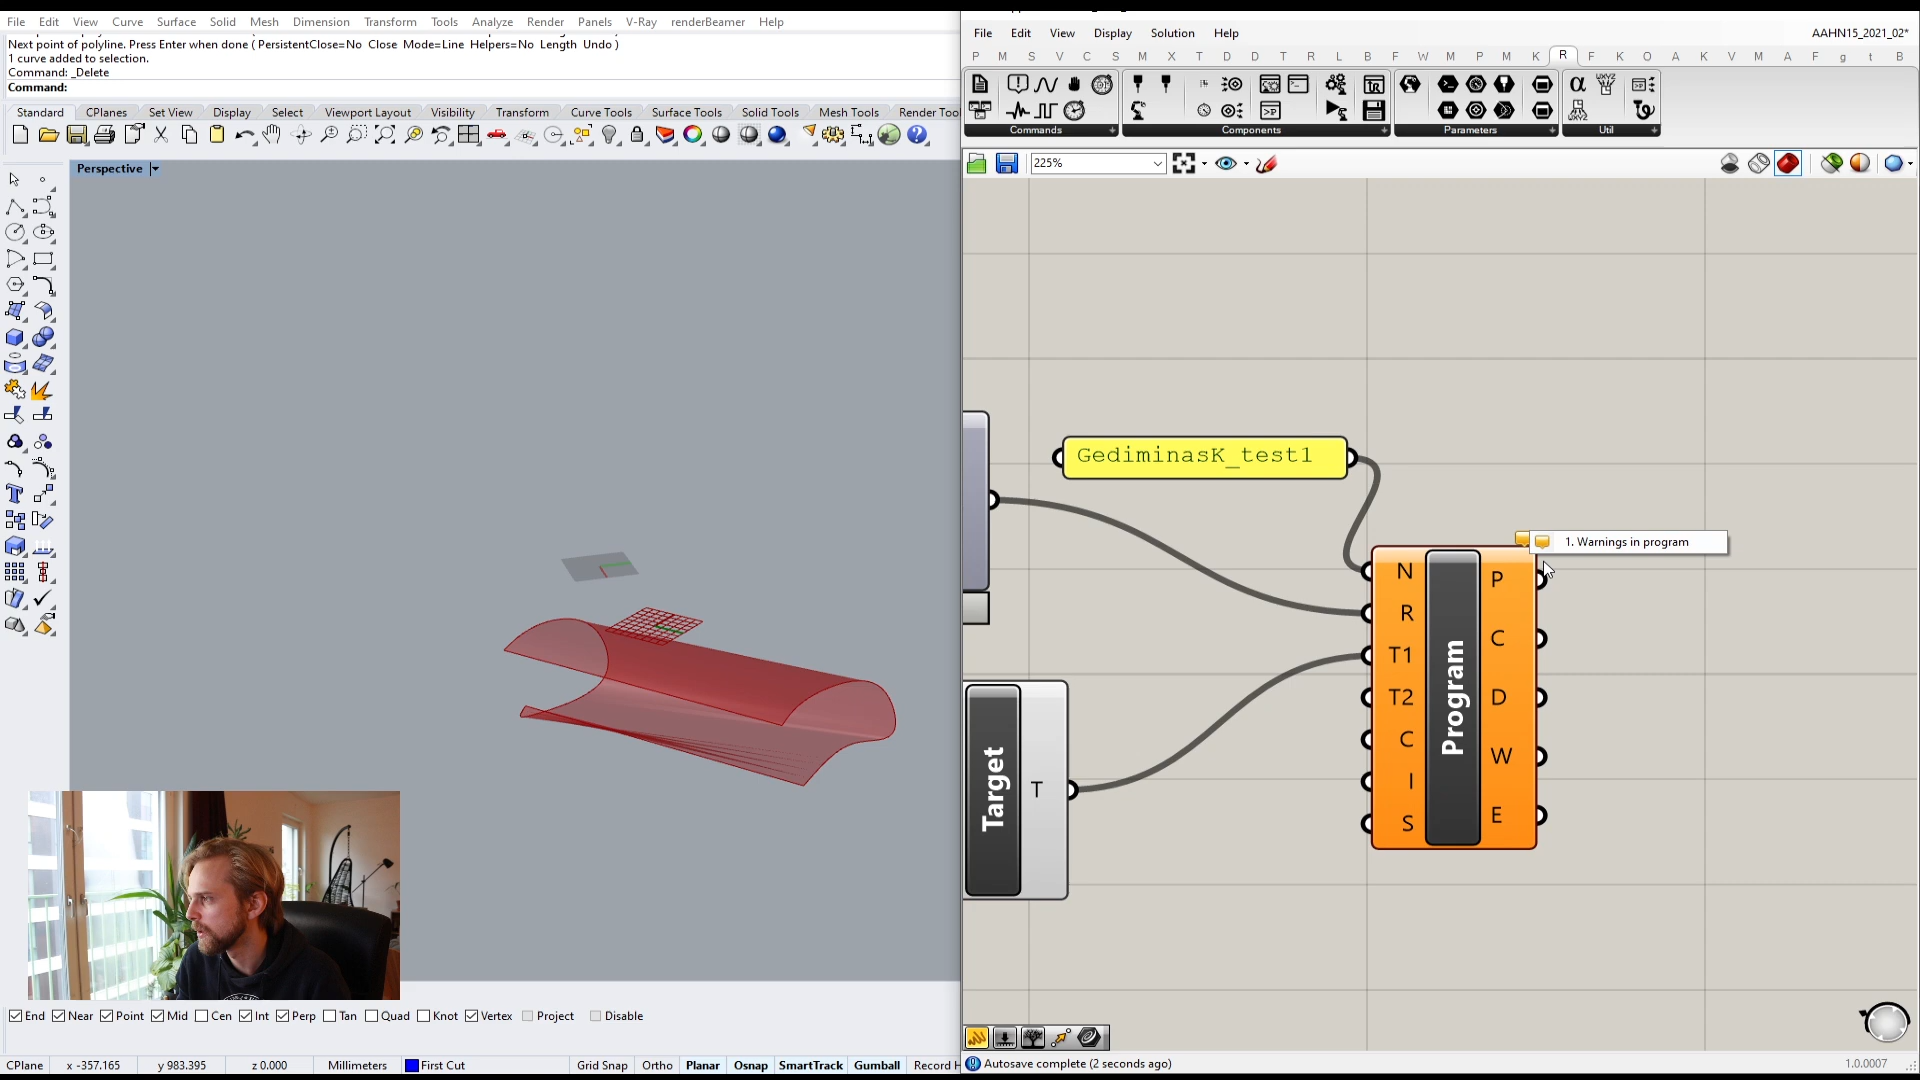 File Edit View Curve Surface Solid Mesh Dimension Transform Tools Analyze Render Panels V-Ray renderBeamer Help
Next point of polyline. Press Enter when done ( PersistentClose=No Close Mode=Line Helpers=No Length Undo )
1 curve added to selection.
Command: _Delete
Command:
Standard CPlanes Set View Display Select Viewport Layout Visibility Transform Curve Tools Surface Tools Solid Tools Mesh Tools Render Too
Perspective
File Edit View Display Solution Help
AAHN15_2021_02*
P M S V C S M X T D D T R L B F W M P M K R F K O A K V M A F g t B
Commands
Components
Parameters
Util
225%
GediminasK_test1
1. Warnings in program
N
R
T1
T2
C
I
S
Program
P
C
D
W
E
Target
T
End Near Point Mid Cen Int Perp Tan Quad Knot Vertex Project Disable
CPlane x -357.165 y 983.395 z 0.000 Millimeters First Cut Grid Snap Ortho Planar Osnap SmartTrack Gumball Record H
Autosave complete (2 seconds ago)
1.0.0007